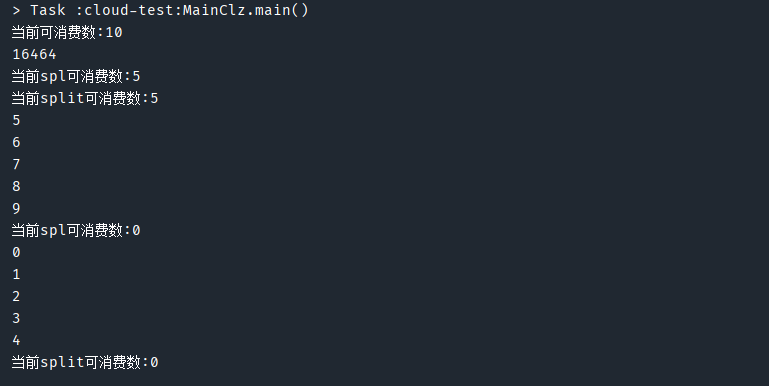 > Task :cloud-test:MainClz.main()
当前可消费数:10
16464
当前spl可消费数:5
当前split可消费数:5
5
6
7
8
9
当前spl可消费数:0
0
1
2
3
4
当前split可消费数:0